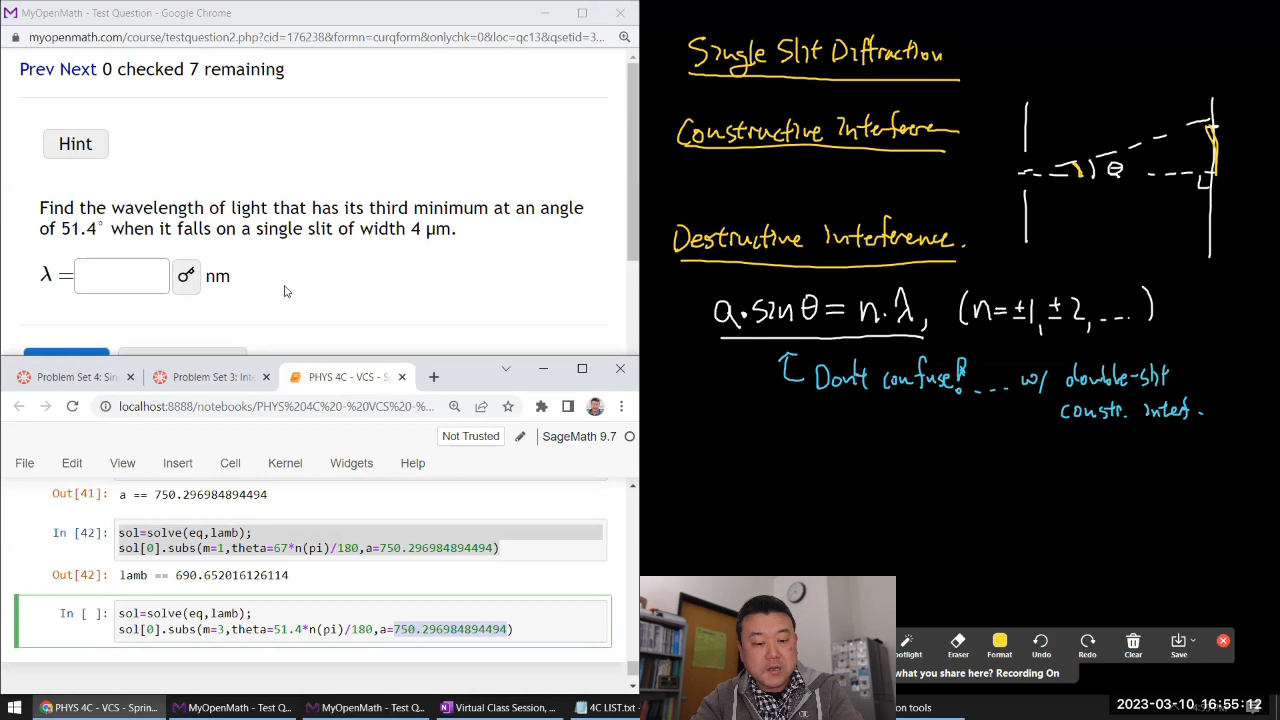 MyOpenMath - testquestion - Google Chrome
myopenmath.com/course/testquestion2.php?cid=176238&formn=curqform&onlychk=0&loc=qc13&qsetid=3...
Prev Next 0 checked 7 remaining
Hint
Find the wavelength of light that has its third minimum at an angle
of 51.4° when it falls on a single slit of width 4 μm.
λ = nm
Problem Set 4: Sin
Problem Set 3: Inte
PHYS 4C - VCS - S
localhost:8888/notebooks/PHYS%204C%20-%20VCS%20-%...
Not Trusted
SageMath 9.7
File Edit View Insert Cell Kernel Widgets Help
Out[41]: a == 750.296984894494
In [42]: sol=solve(eq,lamb);
sol[0].subs(m=1,theta=67*n(pi)/180,a=750.296984894494)
Out[42]: lamb == 690.652016126114
In [ ]: sol=solve(eq,lamb);
sol[0].subs(m=3,theta=51.4*n(pi)/180,a=750.296984894494)
Single Slit Diffraction
Constructive Interferen
θ
Destructive Interference.
a·sinθ = n·λ, (n=±1, ±2, ....)
Don't confuse! ... w/ double-slit
constr. interf.
potlight Eraser Format Undo Redo Clear Save
what you share here? Recording On
PHYS 4C - VCS - Sprin...
MyOpenMath - Test Q...
MyOpenMath - Test Q...
Virtual Class Session, ...
4C LIST.txt
tion tools
2023-03-10 16:55:12